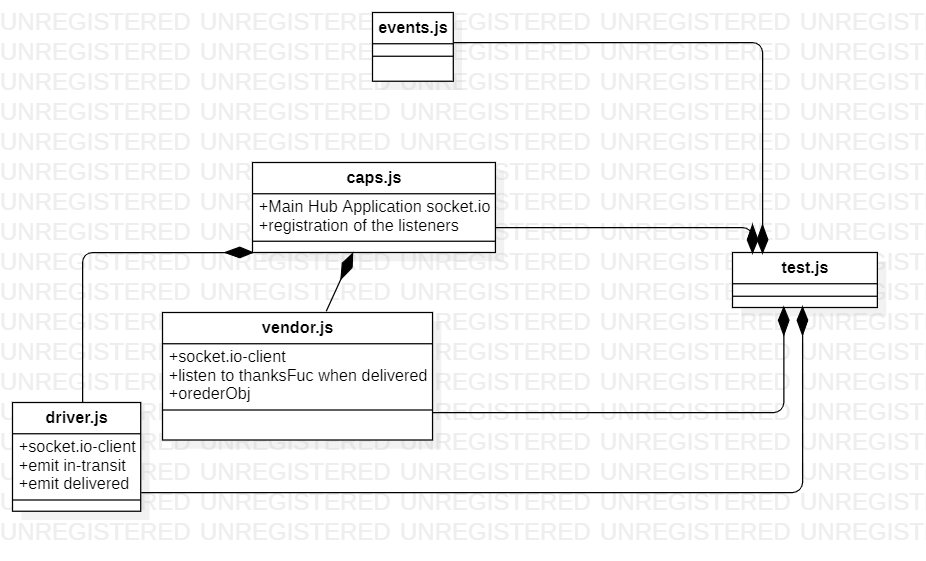 UNREGISTERED UNREGISTERED UNREGISTERED UNREGISTERED UNREGIST
events.js
caps.js
+Main Hub Application socket.io
+registration of the listeners
test.js
vendor.js
+socket.io-client
+listen to thanksFuc when delivered
+orederObj
driver.js
+socket.io-client
+emit in-transit
+emit delivered